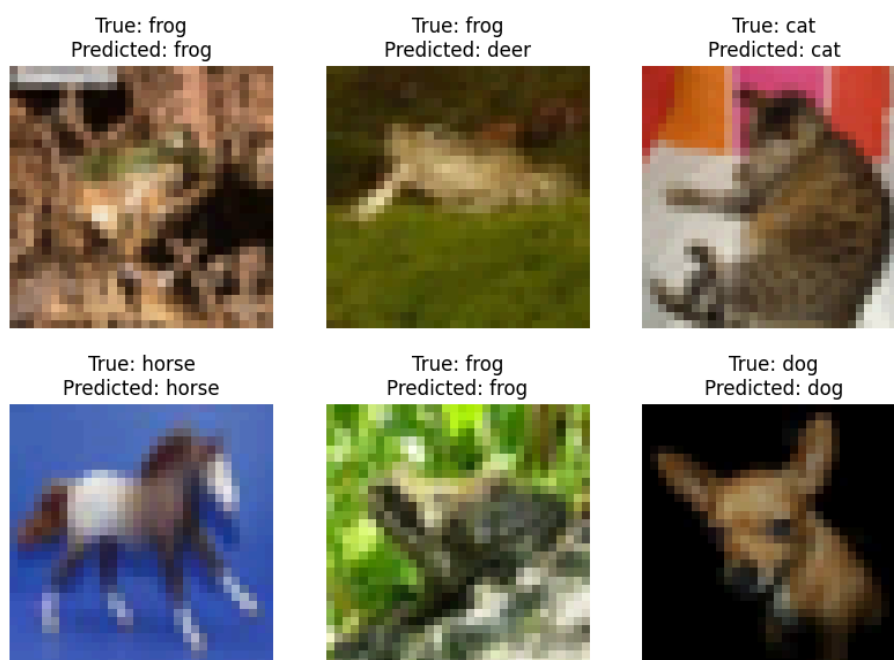 True: frog
Predicted: frog
True: frog
Predicted: deer
True: cat
Predicted: cat
True: horse
Predicted: horse
True: frog
Predicted: frog
True: dog
Predicted: dog